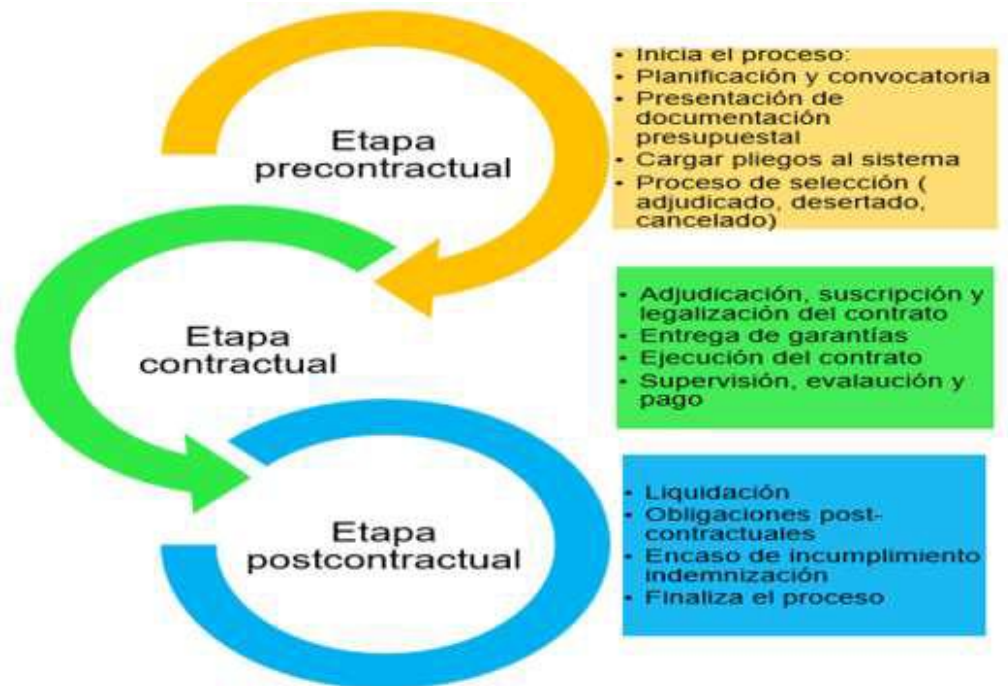 Etapa
precontractual
• Inicia el proceso:
• Planificación y convocatoria
• Presentación de
documentación
presupuestal
• Cargar pliegos al sistema
• Proceso de selección (
adjudicado, desertado,
cancelado)
Etapa
contractual
• Adjudicación, suscripción y
legalización del contrato
• Entrega de garantías
• Ejecución del contrato
• Supervisión, evalaución y
pago
Etapa
postcontractual
• Liquidación
• Obligaciones post-
contractuales
• Encaso de incumplimiento
indemnización
• Finaliza el proceso